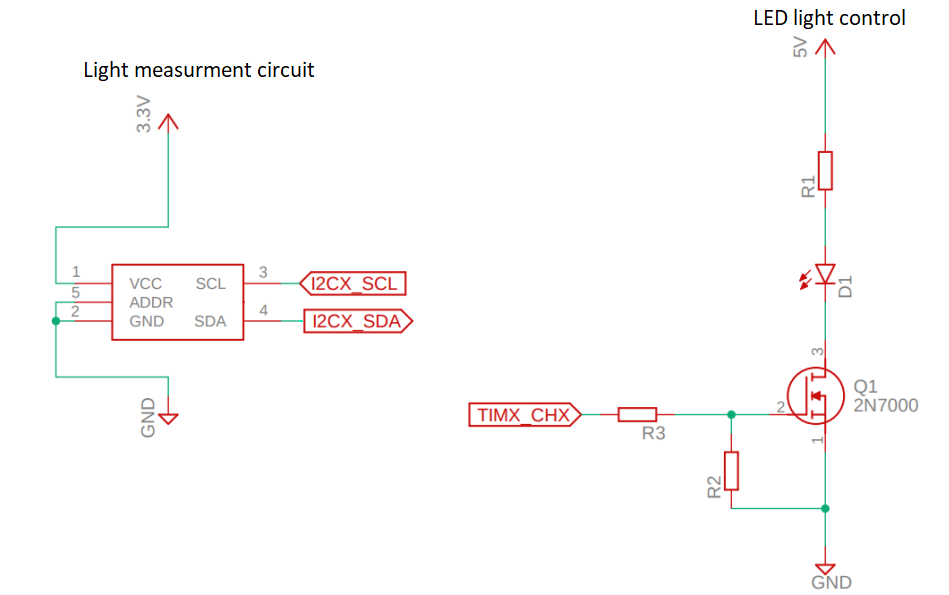 LED light control
5V
Light measurment circuit
3.3V
R1
D1
1
VCC
SCL
3
I2CX_SCL
5
ADDR
2
GND
SDA
4
I2CX_SDA
3
Q1
2N7000
2
1
TIMX_CHX
R3
R2
GND
GND